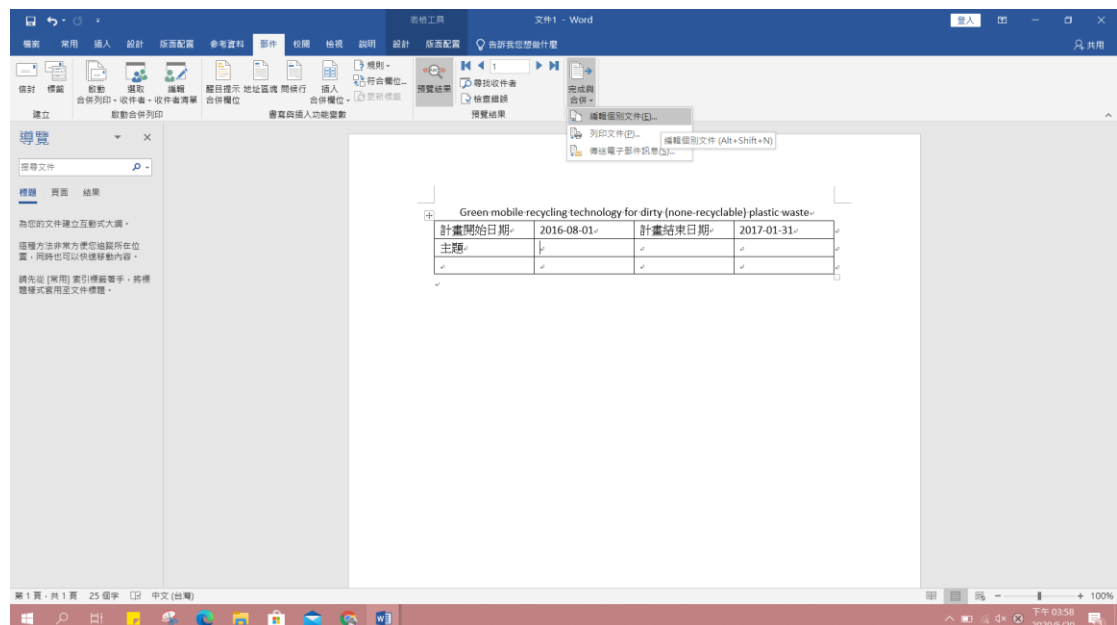 表格工具
文件1 - Word
登入
檔案 常用 插入 設計 版面配置 參考資料 郵件 校閱 檢視 說明 設計 版面配置 告訴我您想做什麼 共用
信封 標籤 啟動合併列印 選取收件者 編輯收件者清單 醒目提示合併欄位 地址區塊 問候行 插入合併欄位
規則
符合欄位...
更新標籤
預覽結果
1
尋找收件者
檢查錯誤
完成與合併
建立 啟動合併列印 書寫與插入功能變數 預覽結果
編輯個別文件(E)...
列印文件(P)...
傳送電子郵件訊息(S)...
編輯個別文件 (Alt+Shift+N)
導覽
搜尋文件
標題 頁面 結果
為您的文件建立互動式大綱。
這種方法非常方便您追蹤所在位
置，同時也可以快速移動內容。
請先從 [常用] 索引標籤著手，將標
題樣式套用至文件標題。
Green mobile recycling technology for dirty (none-recyclable) plastic waste
計畫開始日期 2016-08-01 計畫結束日期 2017-01-31
主題
第 1 頁，共 1 頁 25 個字 中文 (台灣) 100%
下午 03:58